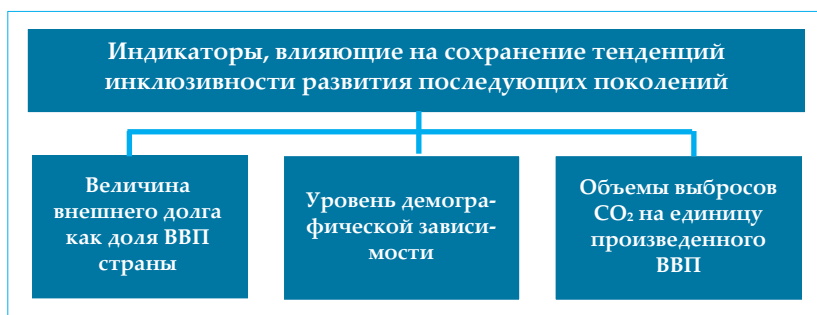 Индикаторы, влияющие на сохранение тенденций
инклюзивности развития последующих поколений
Величина
внешнего долга
как доля ВВП
страны
Уровень демогра-
фической зависи-
мости
Объемы выбросов
CO₂ на единицу
произведенного
ВВП